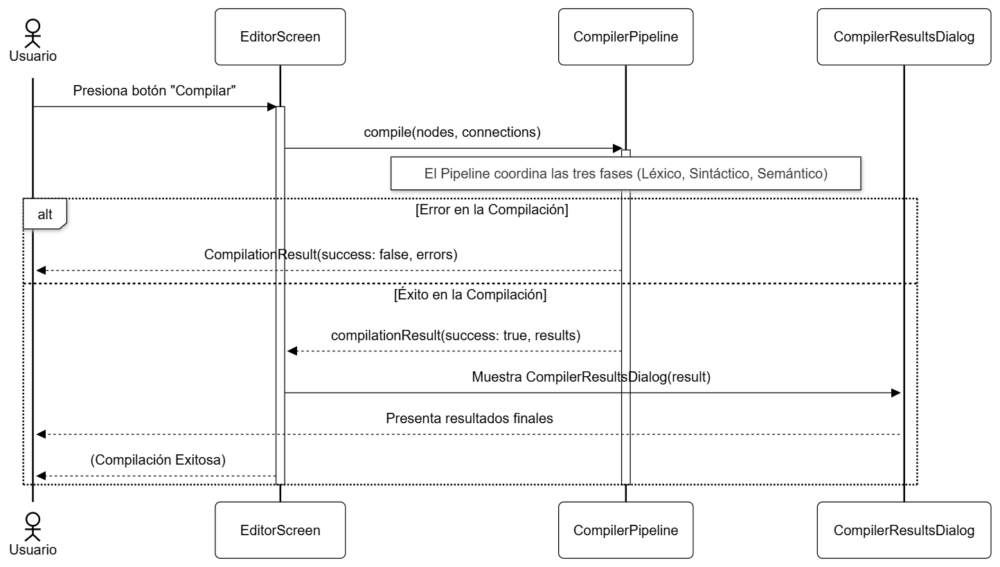 Usuario
EditorScreen
CompilerPipeline
CompilerResultsDialog
Presiona botón "Compilar"
compile(nodes, connections)
El Pipeline coordina las tres fases (Léxico, Sintáctico, Semántico)
alt
[Error en la Compilación]
CompilationResult(success: false, errors)
[Éxito en la Compilación]
compilationResult(success: true, results)
Muestra CompilerResultsDialog(result)
Presenta resultados finales
(Compilación Exitosa)
Usuario
EditorScreen
CompilerPipeline
CompilerResultsDialog